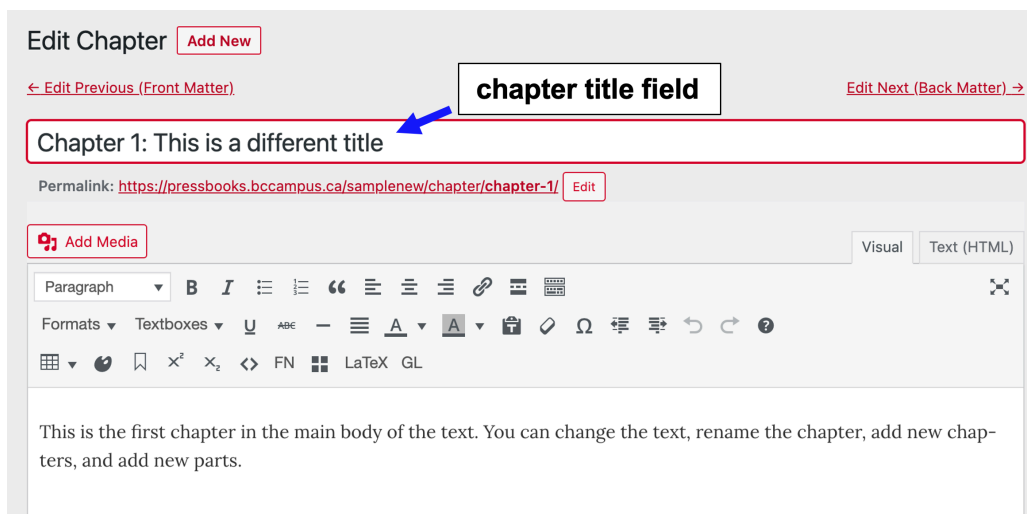 Edit Chapter Add New
← Edit Previous (Front Matter)
chapter title field
Edit Next (Back Matter) →
Chapter 1: This is a different title
Permalink: https://pressbooks.bccampus.ca/samplenew/chapter/chapter-1/ Edit
Add Media
Visual Text (HTML)
Paragraph B I
Formats Textboxes U ABC A A Ω
X² X₂ <> FN LaTeX GL
This is the first chapter in the main body of the text. You can change the text, rename the chapter, add new chap-
ters, and add new parts.